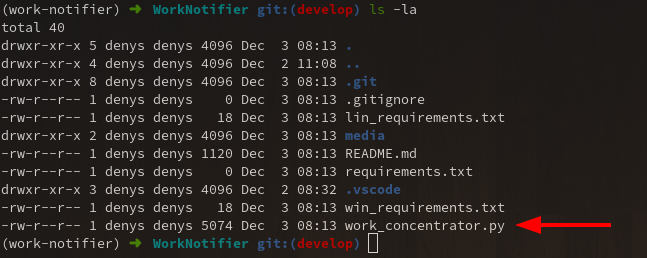 (work-notifier) ➜ WorkNotifier git:(develop) ls -la
total 40
drwxr-xr-x 5 denys denys 4096 Dec  3 08:13 .
drwxr-xr-x 4 denys denys 4096 Dec  2 11:08 ..
drwxr-xr-x 8 denys denys 4096 Dec  3 08:13 .git
-rw-r--r-- 1 denys denys    0 Dec  3 08:13 .gitignore
-rw-r--r-- 1 denys denys   18 Dec  3 08:13 lin_requirements.txt
drwxr-xr-x 2 denys denys 4096 Dec  3 08:13 media
-rw-r--r-- 1 denys denys 1120 Dec  3 08:13 README.md
-rw-r--r-- 1 denys denys    0 Dec  3 08:13 requirements.txt
drwxr-xr-x 3 denys denys 4096 Dec  2 08:32 .vscode
-rw-r--r-- 1 denys denys   18 Dec  3 08:13 win_requirements.txt
-rw-r--r-- 1 denys denys 5074 Dec  3 08:13 work_concentrator.py
(work-notifier) ➜ WorkNotifier git:(develop)